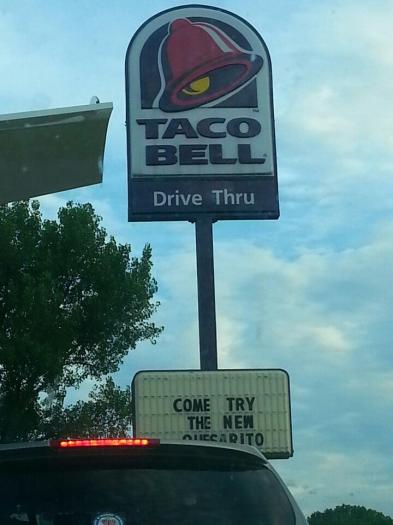 TACO
BELL
Drive Thru
COME TRY
THE NEW
QUESARITO